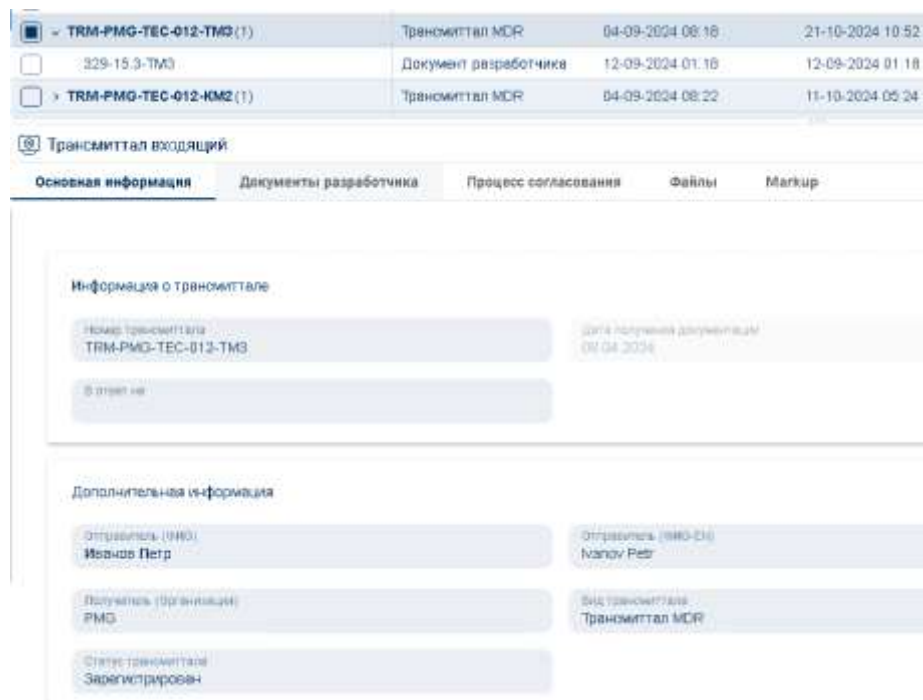 TRM-PMG-TEC-012-TM3 (1) Трансмиттал MDR 04-09-2024 08:18 21-10-2024 10:52
329-15.3-TM3 Документ разработчика 12-09-2024 01:18 12-09-2024 01:18
TRM-PMG-TEC-012-KM2 (1) Трансмиттал MDR 04-09-2024 08:22 11-10-2024 05:24
Трансмиттал входящий
Основная информация Документы разработчика Процесс согласования Файлы Markup
Информация о трансмиттале
Номер трансмиттала Дата получения документации
TRM-PMG-TEC-012-TM3
В ответ на
Дополнительная информация
Отправитель (ФИО) Отправитель
Иванов Петр Ivanov Petr
Получатель (Организация) Вид трансмиттала
PMG Трансмиттал MDR
Статус трансмиттала
Зарегистрирован